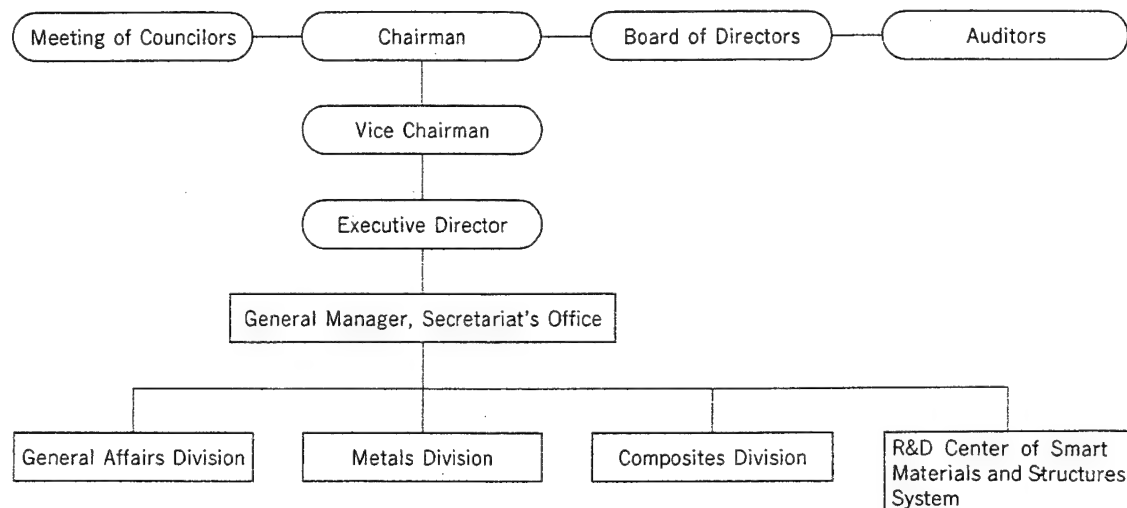 Meeting of Councilors
Chairman
Board of Directors
Auditors
Vice Chairman
Executive Director
General Manager, Secretariat's Office
General Affairs Division
Metals Division
Composites Division
R&D Center of Smart
Materials and Structures
System